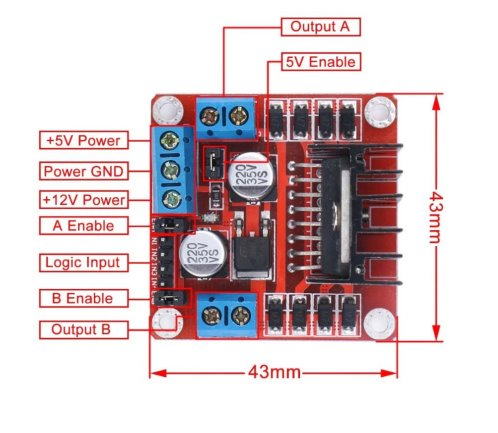 Output A
5V Enable
+5V Power
Power GND
+12V Power
A Enable
Logic Input
B Enable
Output B
220
35V
VS
220
35V
VS
43mm
43mm